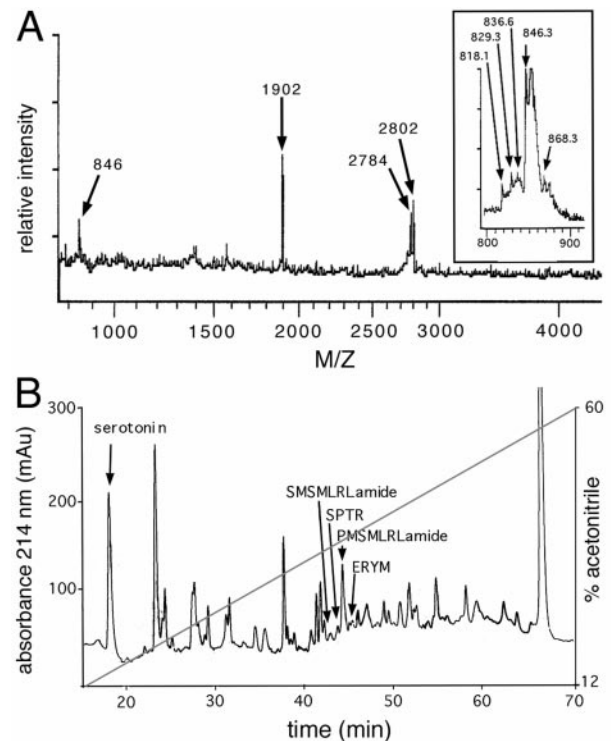 A
relative intensity
846
1902
2802
2784
836.6
829.3
818.1
846.3
868.3
800
900
1000
1500
2000
2500
3000
4000
M/Z
B
absorbance 214 nm (mAu)
300
200
100
serotonin
SMSMLRLamide
SPTR
PMSMLRLamide
ERYM
60
12
% acetonitrile
20
30
40
50
60
70
time (min)